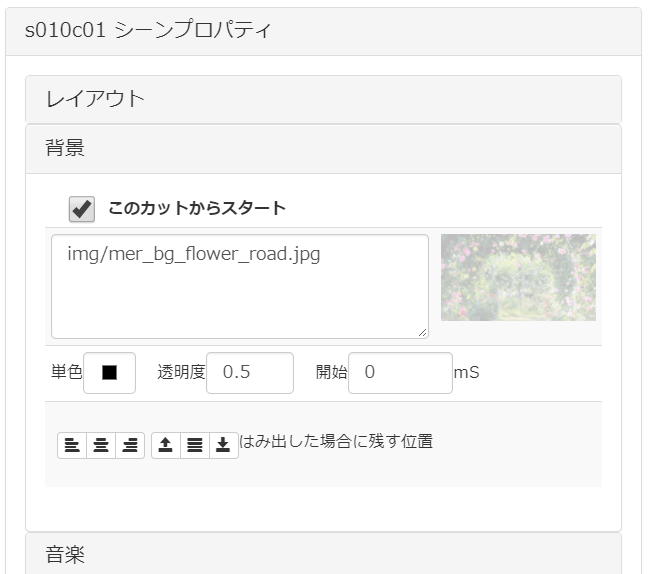 s010c01 シーンプロパティ
レイアウト
背景
このカットからスタート
img/mer_bg_flower_road.jpg
単色 透明度 0.5 開始 0 mS
はみ出した場合に残す位置
音楽